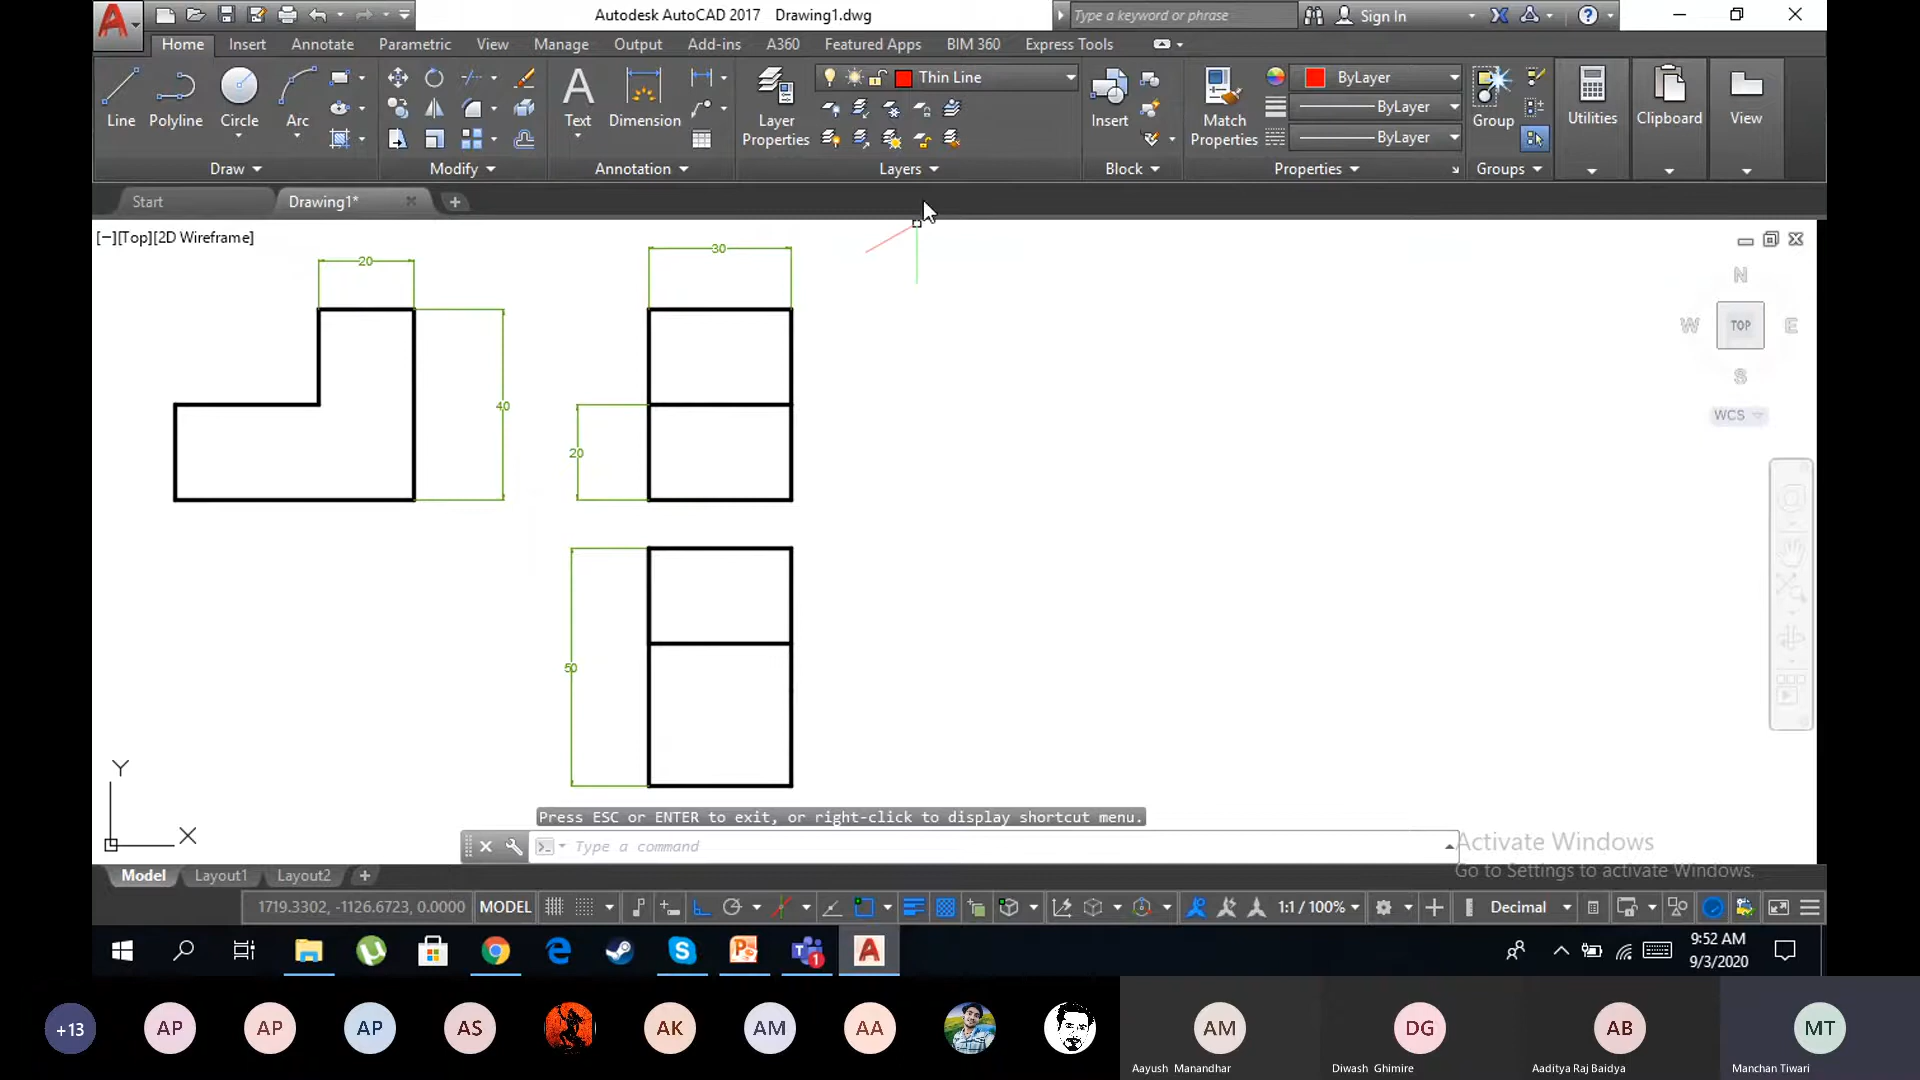 Autodesk AutoCAD 2017 Drawing1.dwg
Type a keyword or phrase
Sign In
Home Insert Annotate Parametric View Manage Output Add-ins A360 Featured Apps BIM 360 Express Tools
Line Polyline Circle Arc
Text Dimension
Layer Properties
Thin Line
Insert
Match Properties
ByLayer
ByLayer
ByLayer
Group
Utilities
Clipboard
View
Draw Modify Annotation Layers Block Properties Groups
Start Drawing1*
[−][Top][2D Wireframe]
20
30
40
20
50
N
W TOP E
S
WCS
Y
X
Press ESC or ENTER to exit, or right-click to display shortcut menu.
Type a command
Activate Windows
Go to Settings to activate Windows.
Model Layout1 Layout2
1719.3302, -1126.6723, 0.0000 MODEL 1:1 / 100% Decimal
1
9:52 AM
9/3/2020
+13 AP AP AP AS AK AM AA AM DG AB MT
Aayush Manandhar Diwash Ghimire Aaditya Raj Baidya Manchan Tiwari